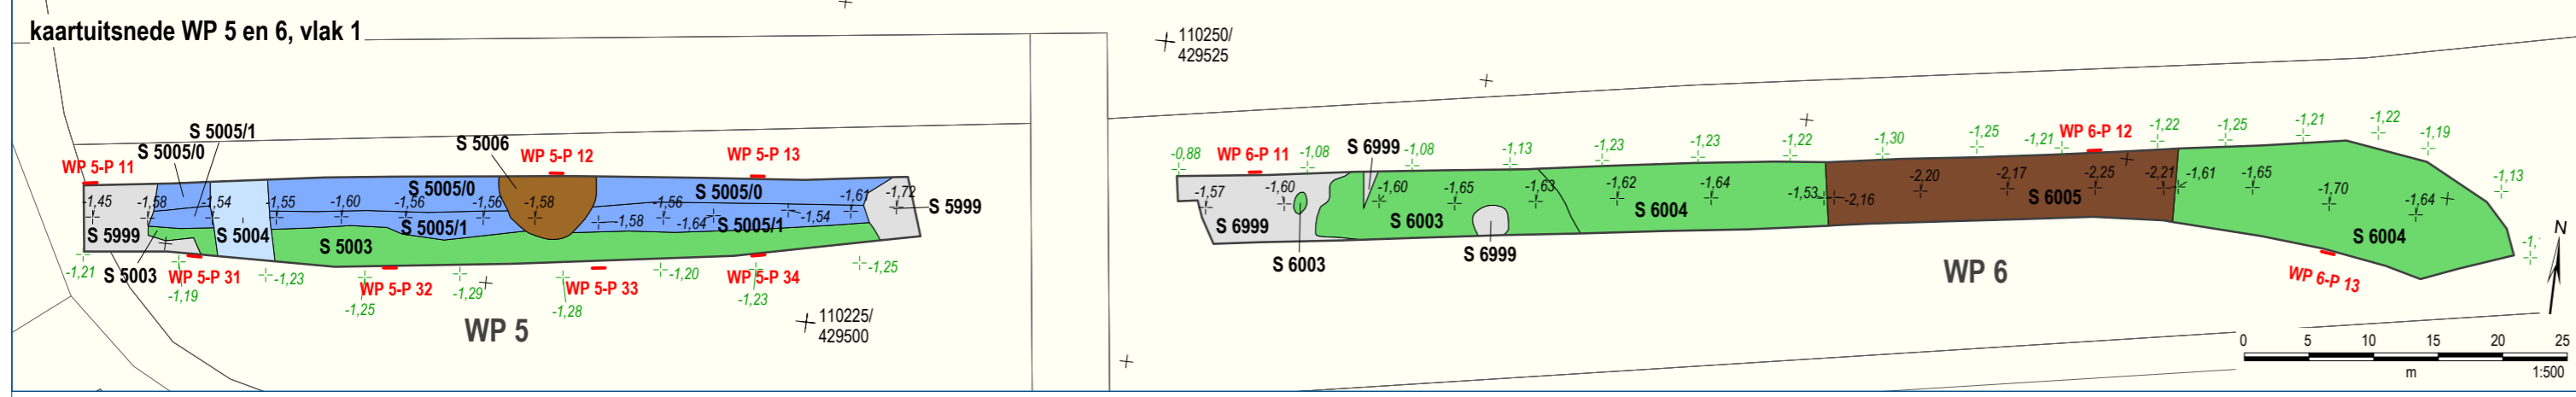 kaartuitsnede WP 5 en 6, vlak 1
110250/
429525
S 5005/1
S 5005/0
S 5006
WP 5-P 11
WP 5-P 12
WP 5-P 13
S 5005/0
S 5005/0
-1,45
-1,58
-1,54
-1,55
-1,60
-1,56
-1,56
-1,58
-1,58
-1,56
-1,64
-1,54
-1,61
-1,72
S 5999
S 5999
S 5004
S 5005/1
S 5005/1
S 5003
S 5003
-1,21
-1,19
WP 5-P 31
-1,23
-1,25
WP 5-P 32
-1,29
-1,28
WP 5-P 33
-1,20
-1,23
WP 5-P 34
-1,25
WP 5
110225/
429500
-0,88
WP 6-P 11
-1,08
S 6999
-1,08
-1,13
-1,23
-1,23
-1,22
-1,30
-1,25
-1,21
WP 6-P 12
-1,22
-1,25
-1,21
-1,22
-1,19
-1,13
-1,
-1,57
-1,60
-1,60
-1,65
-1,63
-1,62
-1,64
-1,53
-2,16
-2,20
-2,17
-2,25
-2,21
-1,61
-1,65
-1,70
-1,64
S 6999
S 6003
S 6003
S 6999
S 6004
S 6005
S 6004
WP 6-P 13
WP 6
N
0 5 10 15 20 25
m 1:500